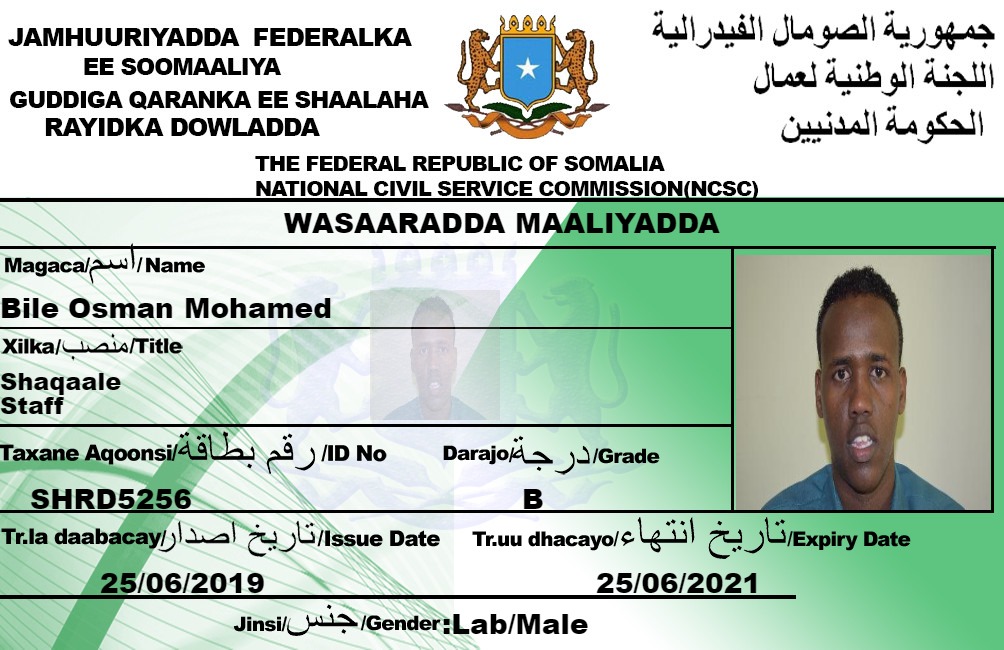 JAMHUURIYADDA FEDERALKA
EE SOOMAALIYA
GUDDIGA QARANKA EE SHAALAHA
RAYIDKA DOWLADDA
جمهورية الصومال الفيدرالية
اللجنة الوطنية لعمال
الحكومة المدنيين
THE FEDERAL REPUBLIC OF SOMALIA
NATIONAL CIVIL SERVICE COMMISSION(NCSC)
WASAARADDA MAALIYADDA
Magaca/اسم/Name
Bile Osman Mohamed
Xilka/منصب/Title
Shaqaale
Staff
Taxane Aqoonsi/رقم بطاقة/ID No
Darajo/درجة/Grade
SHRD5256
B
Tr.la daabacay/تاريخ اصدار/Issue Date
Tr.uu dhacayo/تاريخ انتهاء/Expiry Date
25/06/2019
25/06/2021
Jinsi/جنس/Gender:Lab/Male